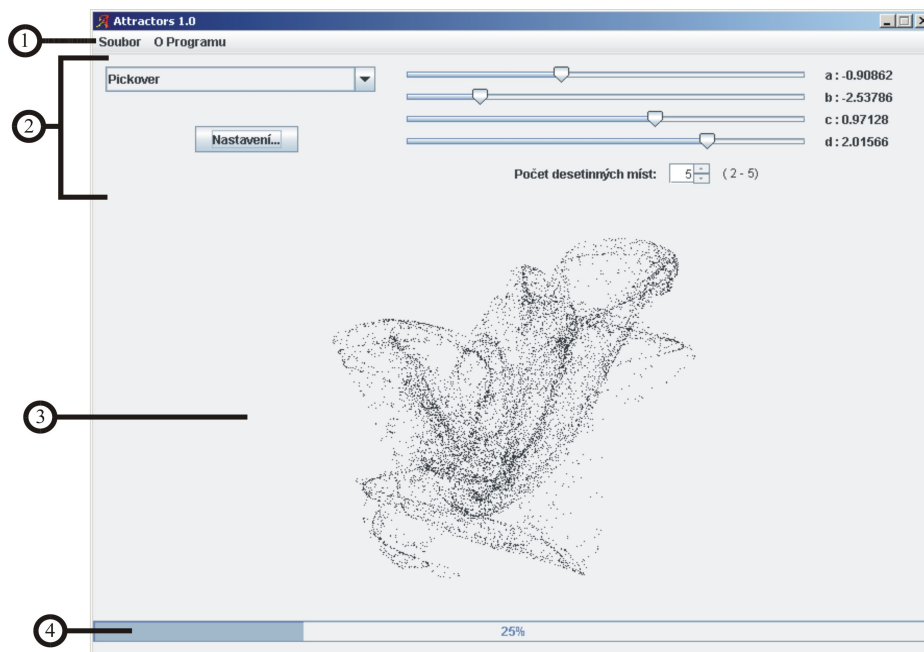 Attractors 1.0
1
Soubor O Programu
2
Pickover
a : -0.90862
b : -2.53786
c : 0.97128
d : 2.01566
Nastavení...
Počet desetinných míst: 5 ( 2 - 5)
3
4
25%